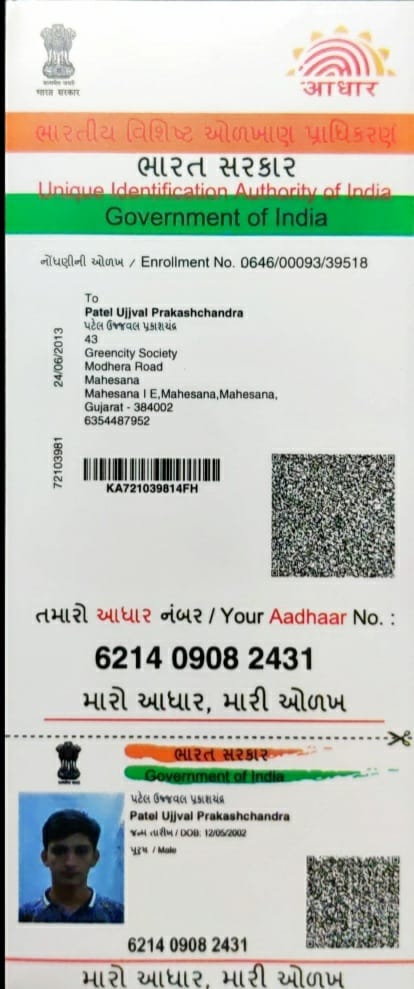 भारत सरकार
आधार
ભારતીય વિશિષ્ટ ઓળખાણ પ્રાધિકરણ
ભારત સરકાર
Unique Identification Authority of India
Government of India
નોંધણીની ઓળખ / Enrollment No. 0646/00093/39518
To
Patel Ujjval Prakashchandra
પટેલ ઉજ્જવલ પ્રકાશચંદ્ર
43
Greencity Society
Modhera Road
Mahesana
Mahesana I E,Mahesana,Mahesana,
Gujarat - 384002
6354487952
24/06/2013
72103981
KA721039814FH
તમારો આધાર નંબર / Your Aadhaar No. :
6214 0908 2431
મારો આધાર, મારી ઓળખ
ભારત સરકાર
Government of India
પટેલ ઉજ્જવલ પ્રકાશચંદ્ર
Patel Ujjval Prakashchandra
જન્મ તારીખ / DOB: 12/05/2002
પુરુષ / Male
6214 0908 2431
મારો આધાર, મારી ઓળખ